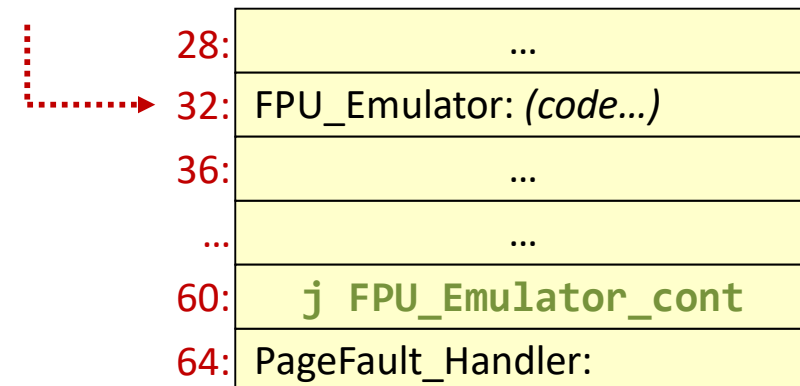 28: ...
32: FPU_Emulator: (code...)
36: ...
... ...
60: j FPU_Emulator_cont
64: PageFault_Handler: